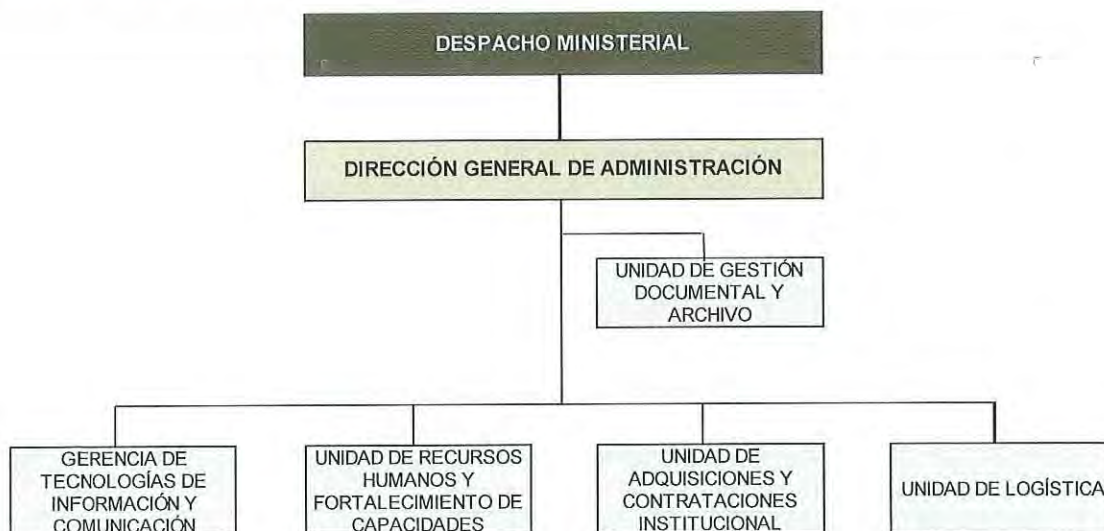 DESPACHO MINISTERIAL
DIRECCIÓN GENERAL DE ADMINISTRACIÓN
UNIDAD DE GESTIÓN
DOCUMENTAL Y
ARCHIVO
GERENCIA DE
TECNOLOGÍAS DE
INFORMACIÓN Y
COMUNICACIÓN
UNIDAD DE RECURSOS
HUMANOS Y
FORTALECIMIENTO DE
CAPACIDADES
UNIDAD DE
ADQUISICIONES Y
CONTRATACIONES
INSTITUCIONAL
UNIDAD DE LOGÍSTICA